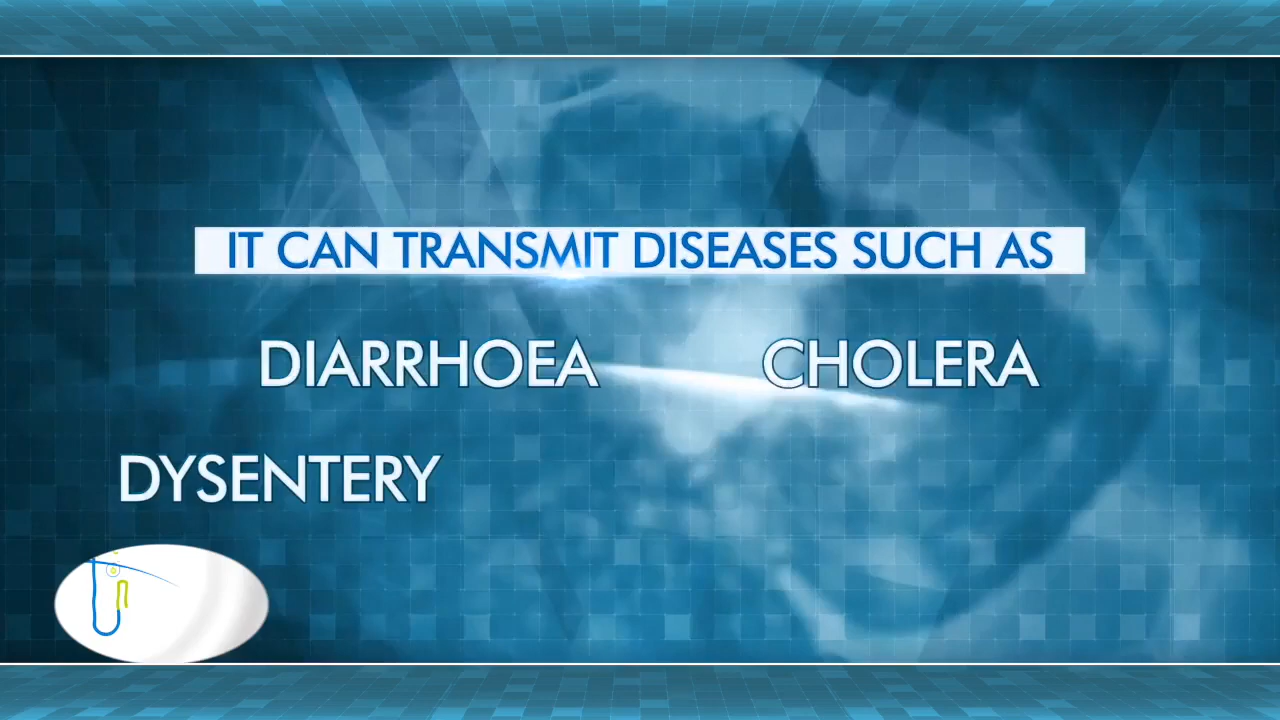 IT CAN TRANSMIT DISEASES SUCH AS
DIARRHOEA CHOLERA
DYSENTERY